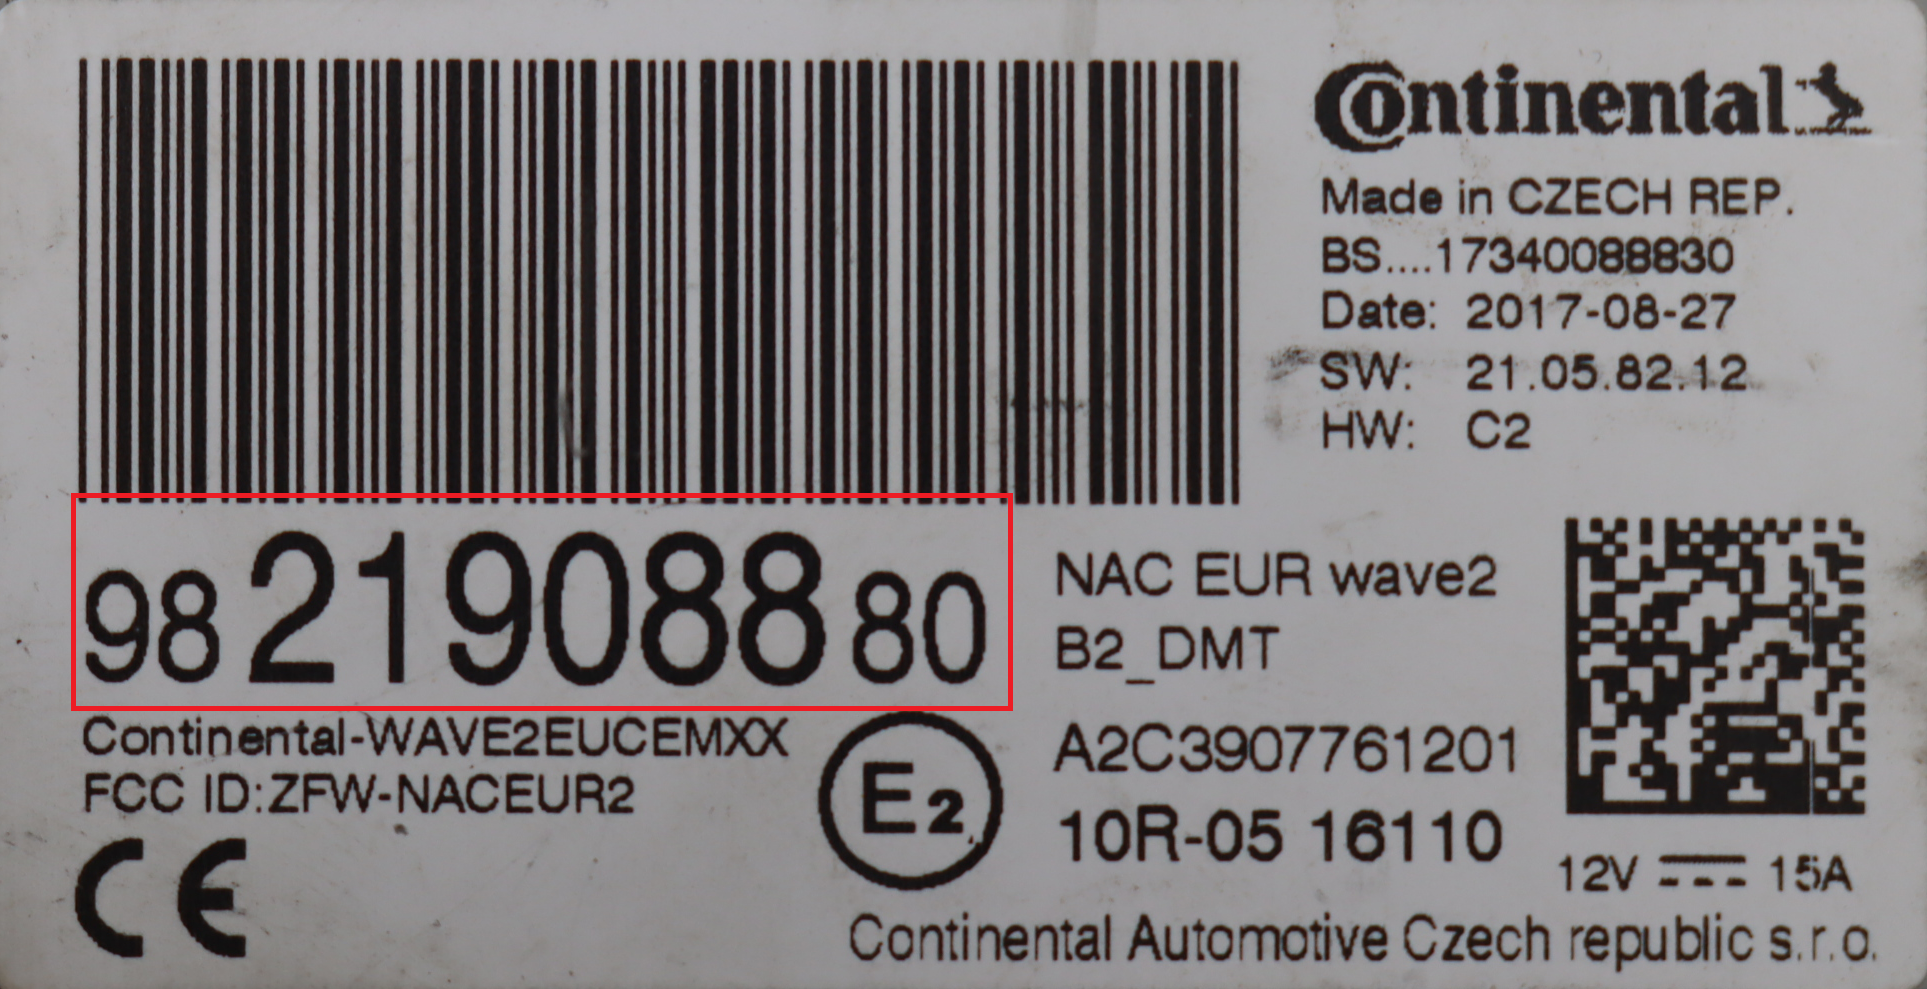 Continental
Made in CZECH REP.
BS....17340088830
Date: 2017-08-27
SW: 21.05.82.12
HW: C2
98 219088 80
NAC EUR wave2
B2_DMT
Continental-WAVE2EUCEMXX
FCC ID:ZFW-NACEUR2
CE
E2
A2C3907761201
10R-05 16110
12V 15A
Continental Automotive Czech republic s.r.o.